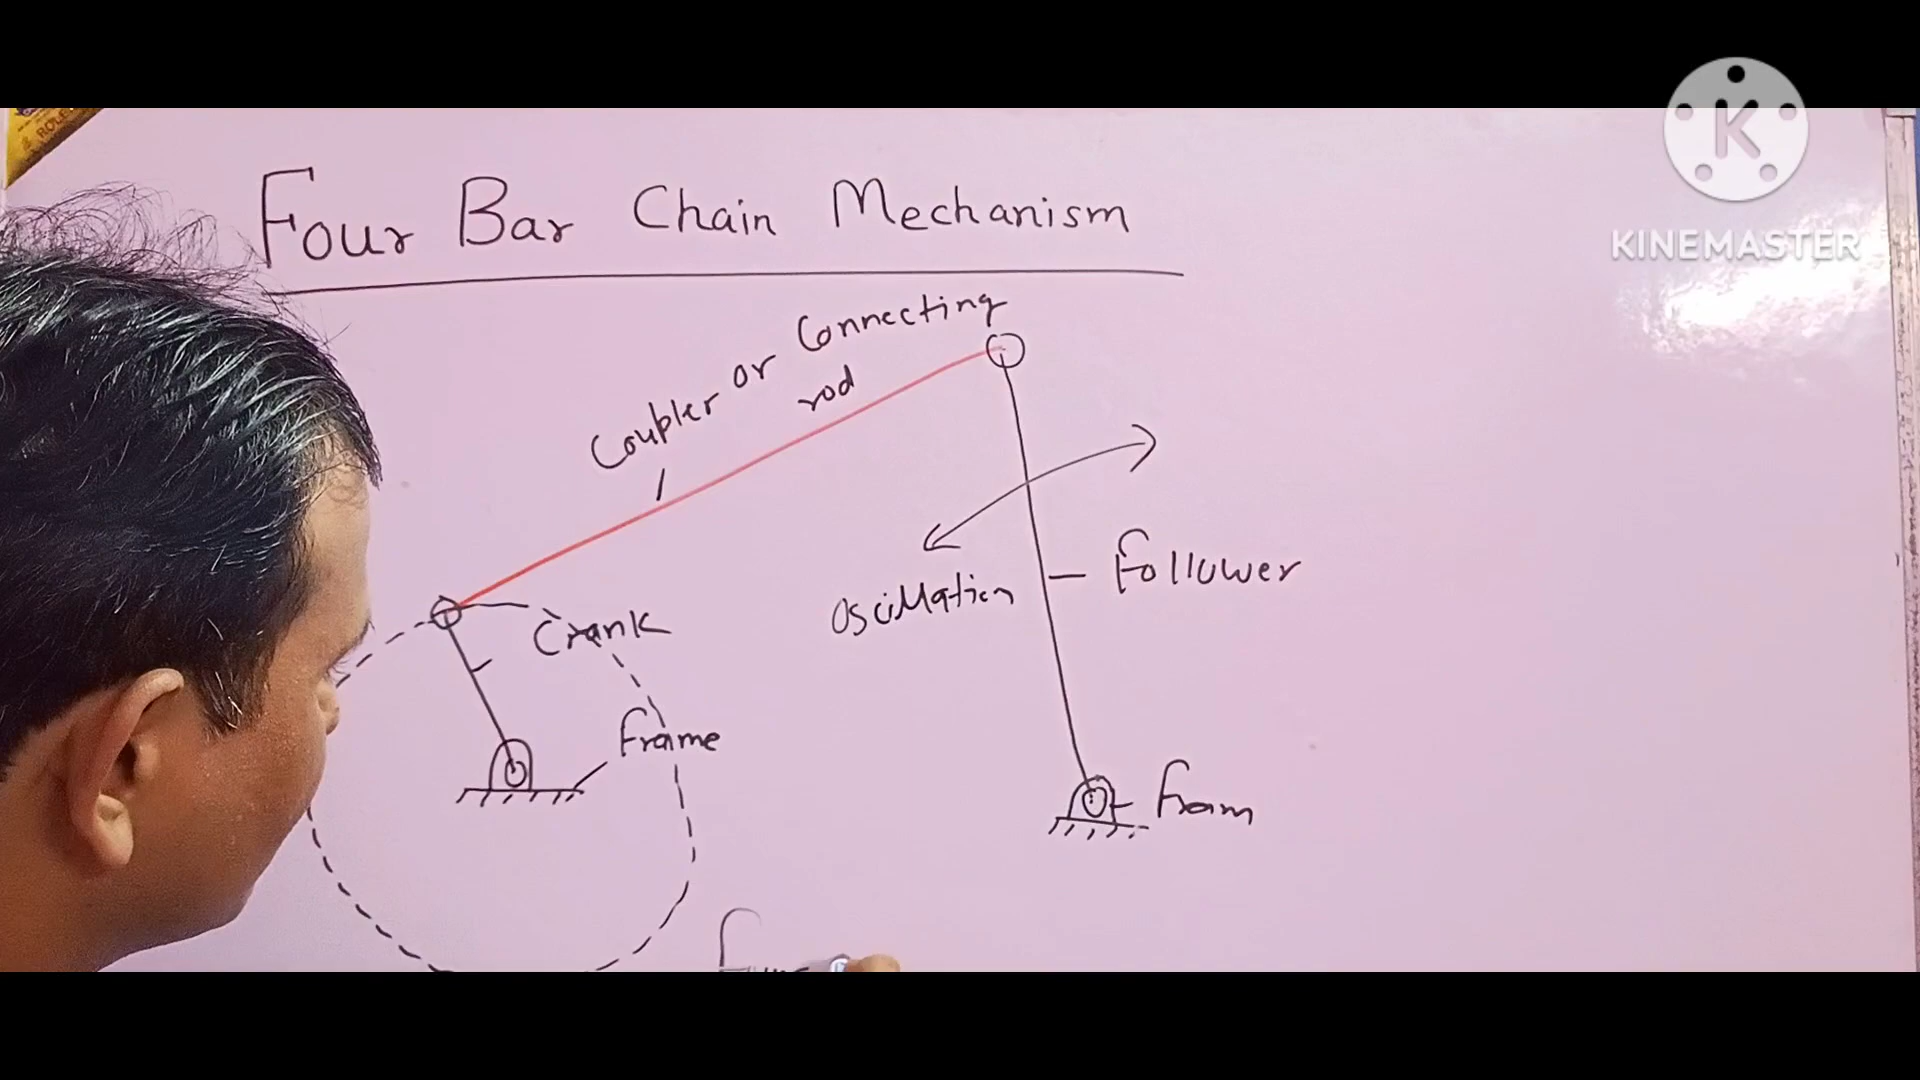 Four Bar Chain Mechanism
Coupler or Connecting
rod
Oscillation
Follower
Crank
Frame
Fram
K
KINEMASTER